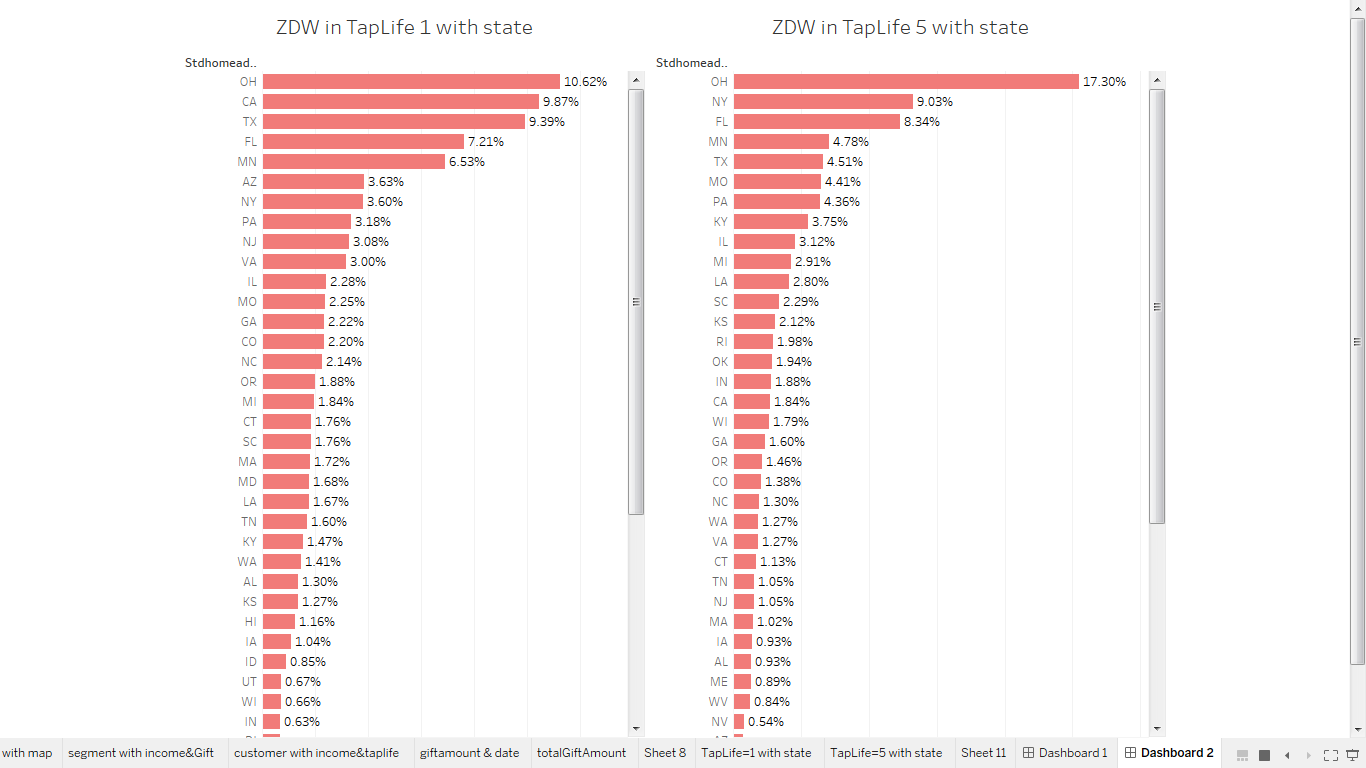 ZDW in TapLife 1 with state
Stdhomead..
OH 10.62%
CA 9.87%
TX 9.39%
FL 7.21%
MN 6.53%
AZ 3.63%
NY 3.60%
PA 3.18%
NJ 3.08%
VA 3.00%
IL 2.28%
MO 2.25%
GA 2.22%
CO 2.20%
NC 2.14%
OR 1.88%
MI 1.84%
CT 1.76%
SC 1.76%
MA 1.72%
MD 1.68%
LA 1.67%
TN 1.60%
KY 1.47%
WA 1.41%
AL 1.30%
KS 1.27%
HI 1.16%
IA 1.04%
ID 0.85%
UT 0.67%
WI 0.66%
IN 0.63%
ZDW in TapLife 5 with state
Stdhomead..
OH 17.30%
NY 9.03%
FL 8.34%
MN 4.78%
TX 4.51%
MO 4.41%
PA 4.36%
KY 3.75%
IL 3.12%
MI 2.91%
LA 2.80%
SC 2.29%
KS 2.12%
RI 1.98%
OK 1.94%
IN 1.88%
CA 1.84%
WI 1.79%
GA 1.60%
OR 1.46%
CO 1.38%
NC 1.30%
WA 1.27%
VA 1.27%
CT 1.13%
TN 1.05%
NJ 1.05%
MA 1.02%
IA 0.93%
AL 0.93%
ME 0.89%
WV 0.84%
NV 0.54%
with map segment with income&Gift customer with income&taplife giftamount & date totalGiftAmount Sheet 8 TapLife=1 with state TapLife=5 with state Sheet 11 Dashboard 1 Dashboard 2